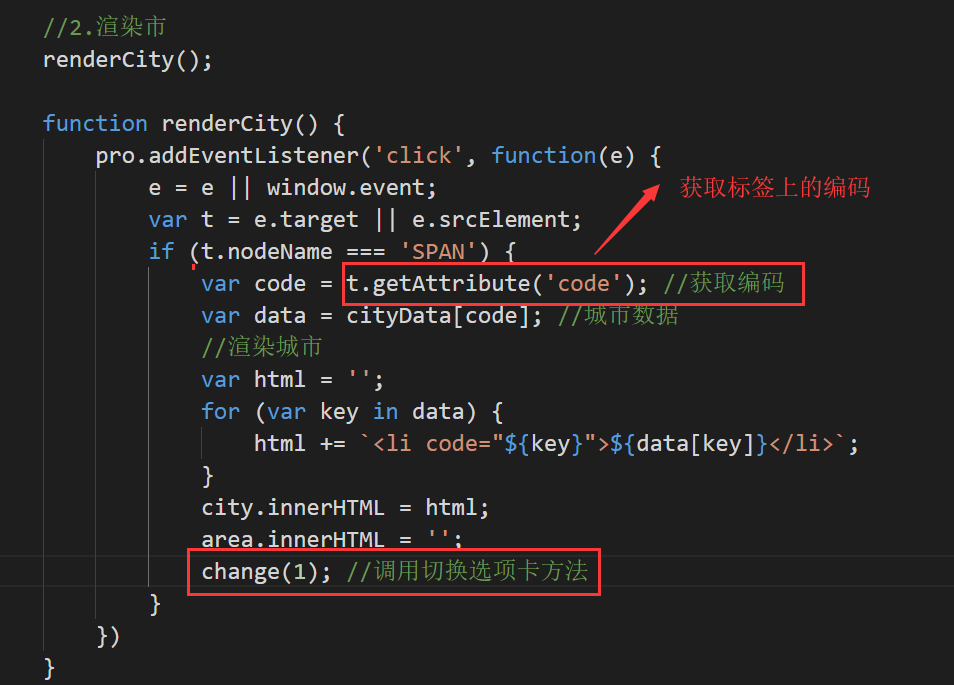 //2.渲染市
renderCity();
function renderCity() {
pro.addEventListener('click', function(e) {
e = e || window.event;
获取标签上的编码
var t = e.target || e.srcElement;
if (t.nodeName === 'SPAN') {
var code = t.getAttribute('code'); //获取编码
var data = cityData[code]; //城市数据
//渲染城市
var html = '';
for (var key in data) {
html += `<li code="${key}">${data[key]}</li>`;
}
city.innerHTML = html;
area.innerHTML = '';
change(1); //调用切换选项卡方法
}
})
}